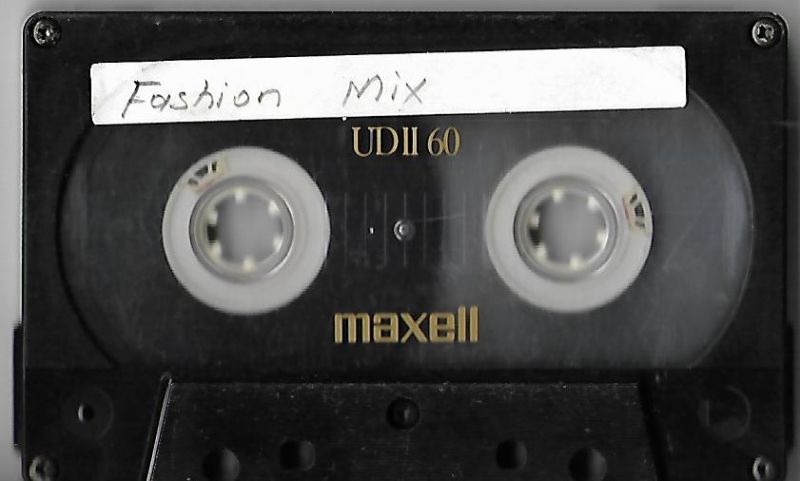 Fashion Mix
UDII 60
maxell